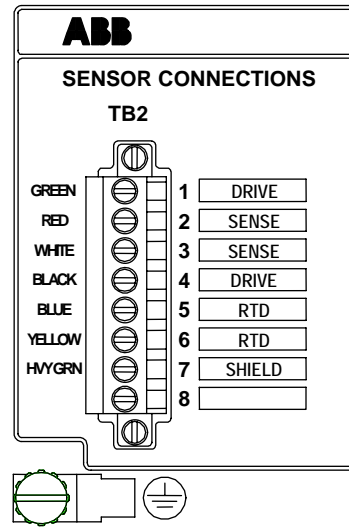 ABB
SENSOR CONNECTIONS
TB2
GREEN 1 DRIVE
RED 2 SENSE
WHITE 3 SENSE
BLACK 4 DRIVE
BLUE 5 RTD
YELLOW 6 RTD
HVYGRN 7 SHIELD
8